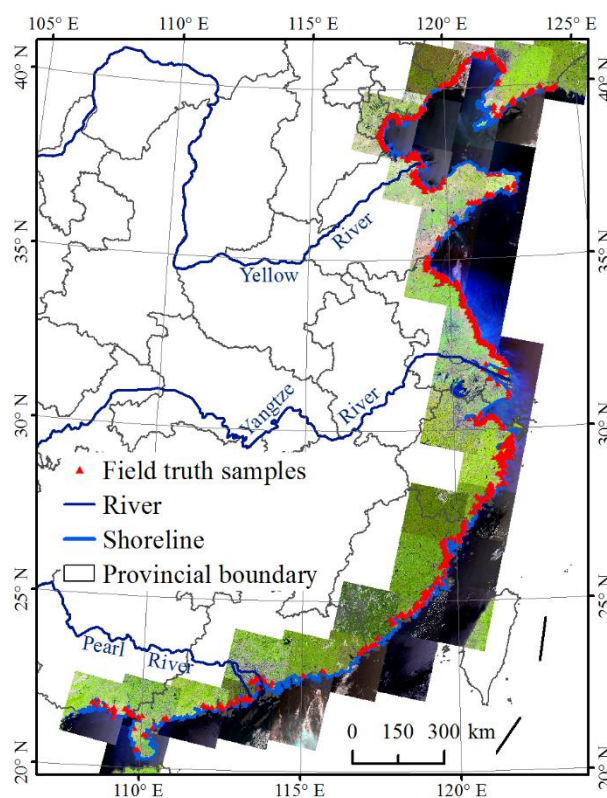 105° E 110° E 115° E 120° E 125° E
40° N
40° N
35° N
35° N
Yellow River
30° N
30° N
Yangtze River
Field truth samples
River
Shoreline
Provincial boundary
25° N
25° N
Pearl River
0 150 300 km
20° N
20° N
110° E 115° E 120° E